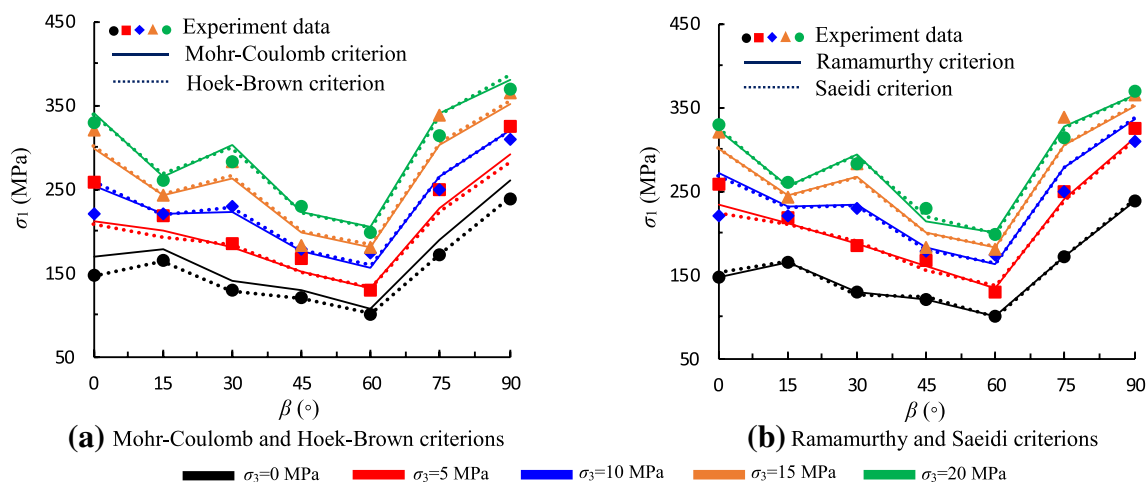 450
350
250
150
50
σ1 (MPa)
Experiment data
Mohr-Coulomb criterion
Hoek-Brown criterion
0 15 30 45 60 75 90
β (○)
(a) Mohr-Coulomb and Hoek-Brown criterions
450
350
250
150
50
σ1 (MPa)
Experiment data
Ramamurthy criterion
Saeidi criterion
0 15 30 45 60 75 90
β (○)
(b) Ramamurthy and Saeidi criterions
σ3=0 MPa σ3=5 MPa σ3=10 MPa σ3=15 MPa σ3=20 MPa